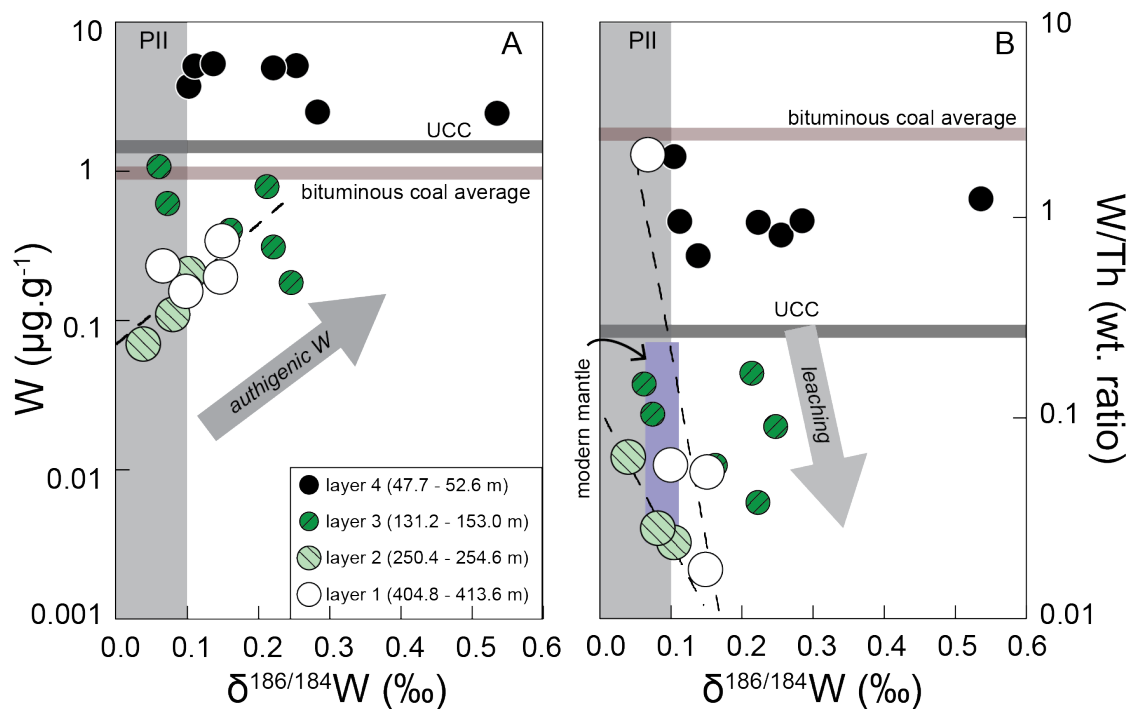 A
PII
10
1
0.1
0.01
0.001
W (µg.g⁻¹)
UCC
bituminous coal average
authigenic W
layer 4 (47.7 - 52.6 m)
layer 3 (131.2 - 153.0 m)
layer 2 (250.4 - 254.6 m)
layer 1 (404.8 - 413.6 m)
0.0 0.1 0.2 0.3 0.4 0.5 0.6
δ¹⁸⁶ᐟ¹⁸⁴W (‰)
B
PII
bituminous coal average
UCC
modern mantle
leaching
10
1
0.1
0.01
W/Th (wt. ratio)
0.0 0.1 0.2 0.3 0.4 0.5 0.6
δ¹⁸⁶ᐟ¹⁸⁴W (‰)